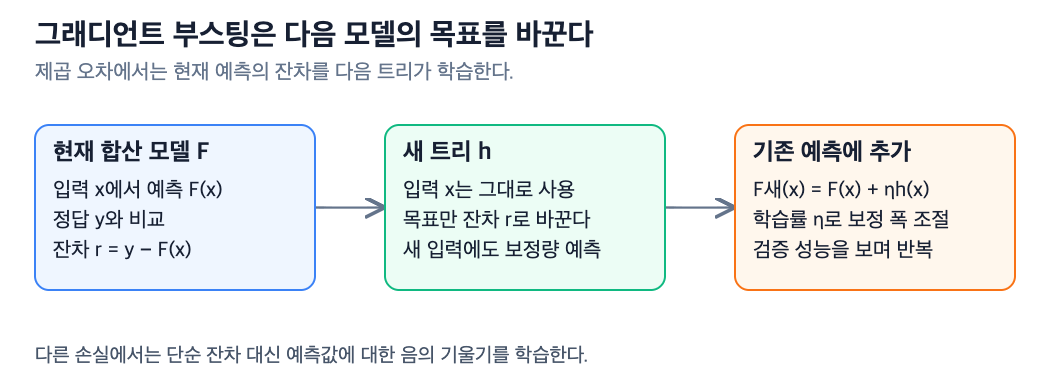 그래디언트 부스팅은 다음 모델의 목표를 바꾼다
제곱 오차에서는 현재 예측의 잔차를 다음 트리가 학습한다.
현재 합산 모델 F
입력 x에서 예측 F(x)
정답 y와 비교
잔차 r = y − F(x)
새 트리 h
입력 x는 그대로 사용
목표만 잔차 r로 바꾼다
새 입력에도 보정량 예측
기존 예측에 추가
F새(x) = F(x) + ηh(x)
학습률 η로 보정 폭 조절
검증 성능을 보며 반복
다른 손실에서는 단순 잔차 대신 예측값에 대한 음의 기울기를 학습한다.